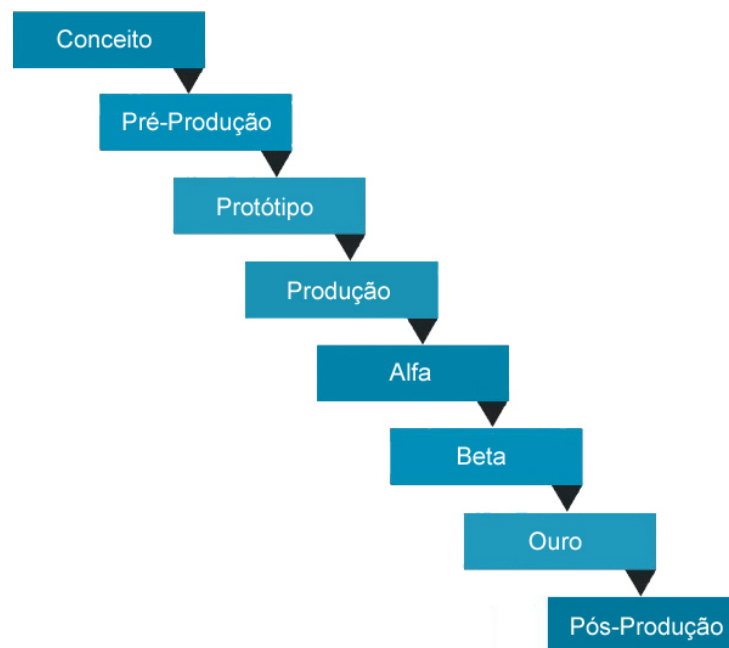 Conceito
Pré-Produção
Protótipo
Produção
Alfa
Beta
Ouro
Pós-Produção